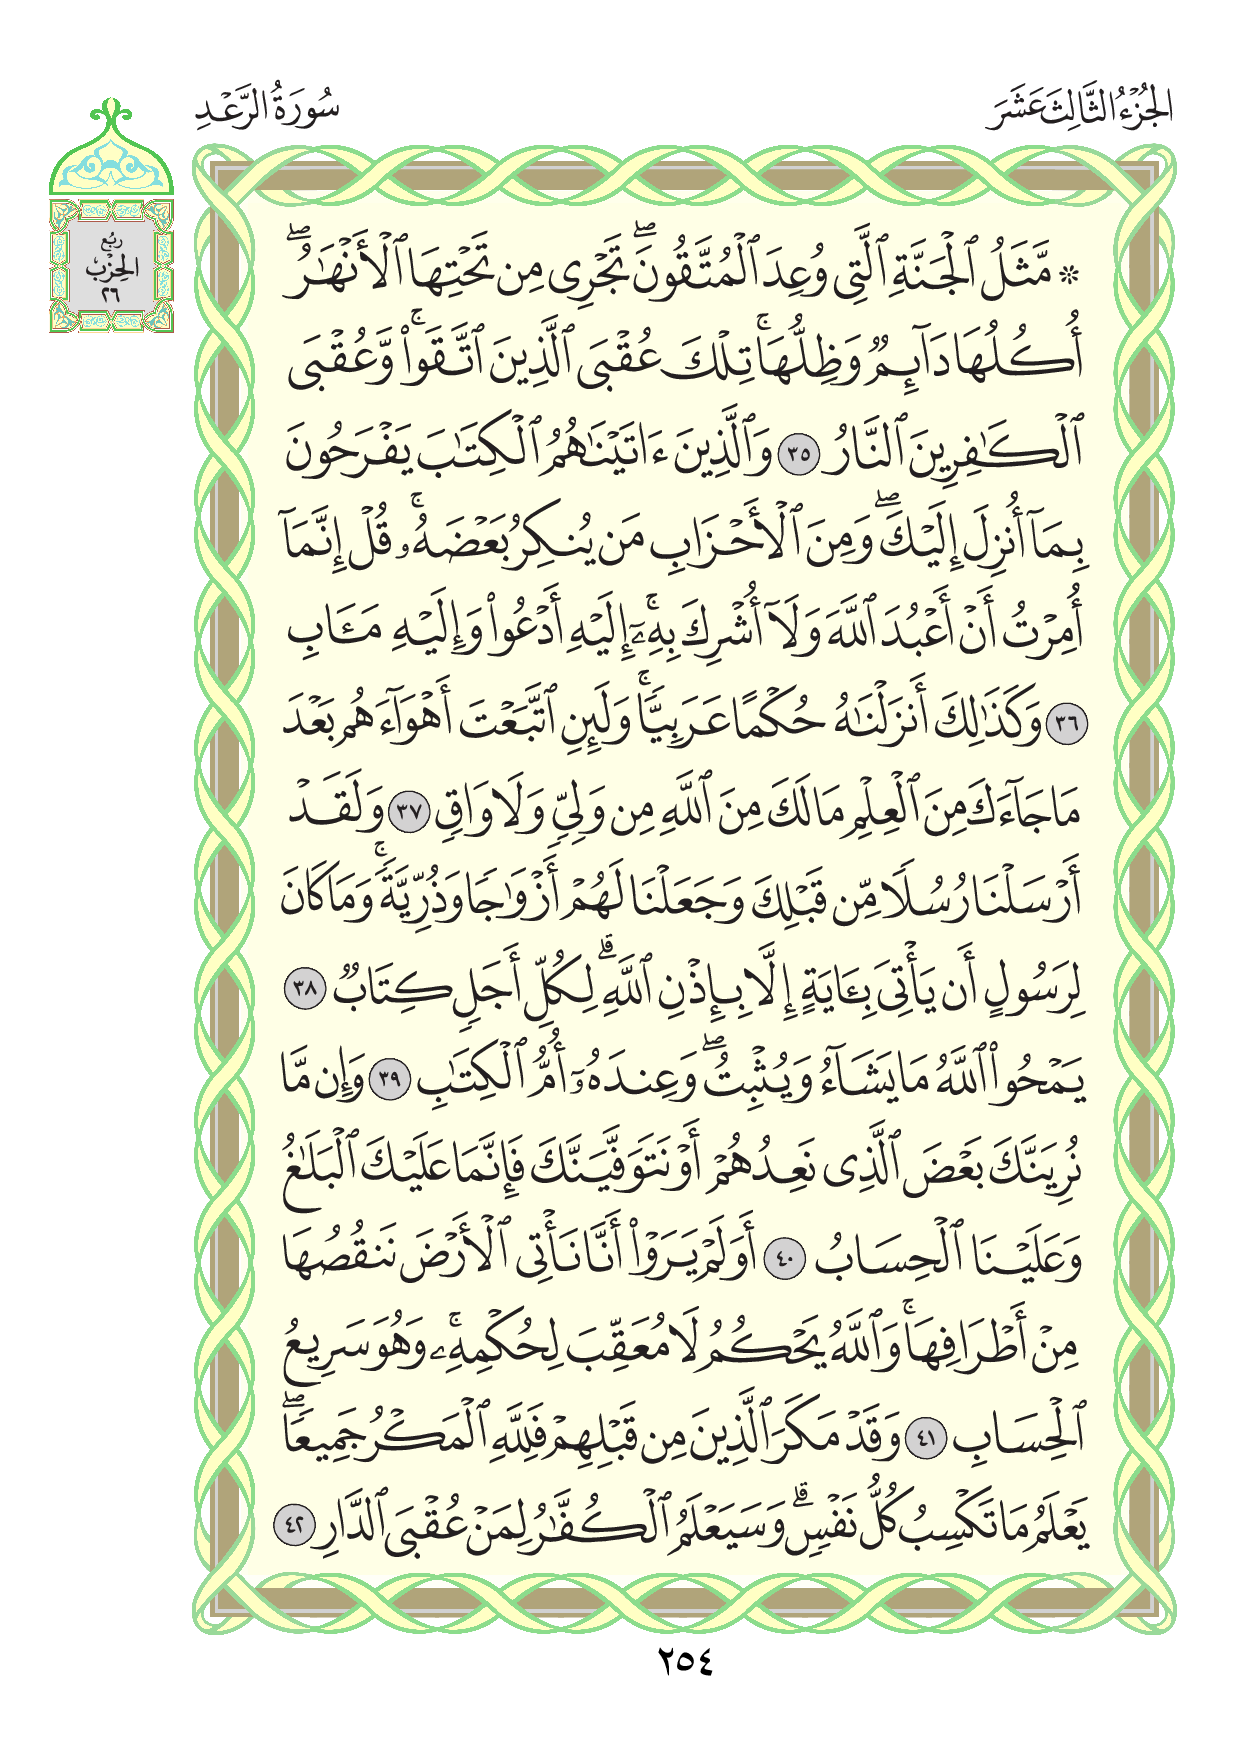 الجُزْءُ الثَّالِثَ عَشَرَ
سُورَةُ الرَّعْدِ
رُبْع
الحِزْب
٢٦
۞ مَّثَلُ ٱلْجَنَّةِ ٱلَّتِى وُعِدَ ٱلْمُتَّقُونَۖ تَجْرِى مِن تَحْتِهَا ٱلْأَنْهَٰرُۖ
أُكُلُهَا دَآئِمٌ وَظِلُّهَاۚ تِلْكَ عُقْبَى ٱلَّذِينَ ٱتَّقَوا۟ۚ وَّعُقْبَى
ٱلْكَٰفِرِينَ ٱلنَّارُ ٣٥ وَٱلَّذِينَ ءَاتَيْنَٰهُمُ ٱلْكِتَٰبَ يَفْرَحُونَ
بِمَآ أُنزِلَ إِلَيْكَۖ وَمِنَ ٱلْأَحْزَابِ مَن يُنكِرُ بَعْضَهُۥۚ قُلْ إِنَّمَآ
أُمِرْتُ أَنْ أَعْبُدَ ٱللَّهَ وَلَآ أُشْرِكَ بِهِۦٓۚ إِلَيْهِ أَدْعُوا۟ وَإِلَيْهِ مَـَٔابِ
٣٦ وَكَذَٰلِكَ أَنزَلْنَٰهُ حُكْمًا عَرَبِيًّاۚ وَلَئِنِ ٱتَّبَعْتَ أَهْوَآءَهُم بَعْدَ
مَا جَآءَكَ مِنَ ٱلْعِلْمِ مَا لَكَ مِنَ ٱللَّهِ مِن وَلِىٍّ وَلَا وَاقٍ ٣٧ وَلَقَدْ
أَرْسَلْنَا رُسُلًا مِّن قَبْلِكَ وَجَعَلْنَا لَهُمْ أَزْوَٰجًا وَذُرِّيَّةًۚ وَمَا كَانَ
لِرَسُولٍ أَن يَأْتِىَ بِـَٔايَةٍ إِلَّا بِإِذْنِ ٱللَّهِۗ لِكُلِّ أَجَلٍ كِتَابٌ ٣٨
يَمْحُوا۟ ٱللَّهُ مَا يَشَآءُ وَيُثْبِتُۖ وَعِندَهُۥٓ أُمُّ ٱلْكِتَٰبِ ٣٩ وَإِن مَّا
نُرِيَنَّكَ بَعْضَ ٱلَّذِى نَعِدُهُمْ أَوْ نَتَوَفَّيَنَّكَ فَإِنَّمَا عَلَيْكَ ٱلْبَلَٰغُ
وَعَلَيْنَا ٱلْحِسَابُ ٤٠ أَوَلَمْ يَرَوْا۟ أَنَّا نَأْتِى ٱلْأَرْضَ نَنقُصُهَا
مِنْ أَطْرَافِهَاۚ وَٱللَّهُ يَحْكُمُ لَا مُعَقِّبَ لِحُكْمِهِۦۚ وَهُوَ سَرِيعُ
ٱلْحِسَابِ ٤١ وَقَدْ مَكَرَ ٱلَّذِينَ مِن قَبْلِهِمْ فَلِلَّهِ ٱلْمَكْرُ جَمِيعًاۖ
يَعْلَمُ مَا تَكْسِبُ كُلُّ نَفْسٍۗ وَسَيَعْلَمُ ٱلْكُفَّٰرُ لِمَنْ عُقْبَى ٱلدَّارِ ٤٢
٢٥٤